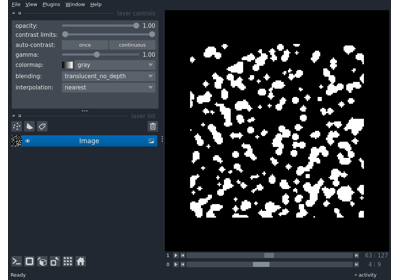 File View Plugins Window Help
layer controls
opacity: 1.00
contrast limits:
auto-contrast: once continuous
gamma: 1.00
colormap: gray
blending: translucent_no_depth
interpolation: nearest
layer list
Image
1 63 127
0 4 9
Ready activity